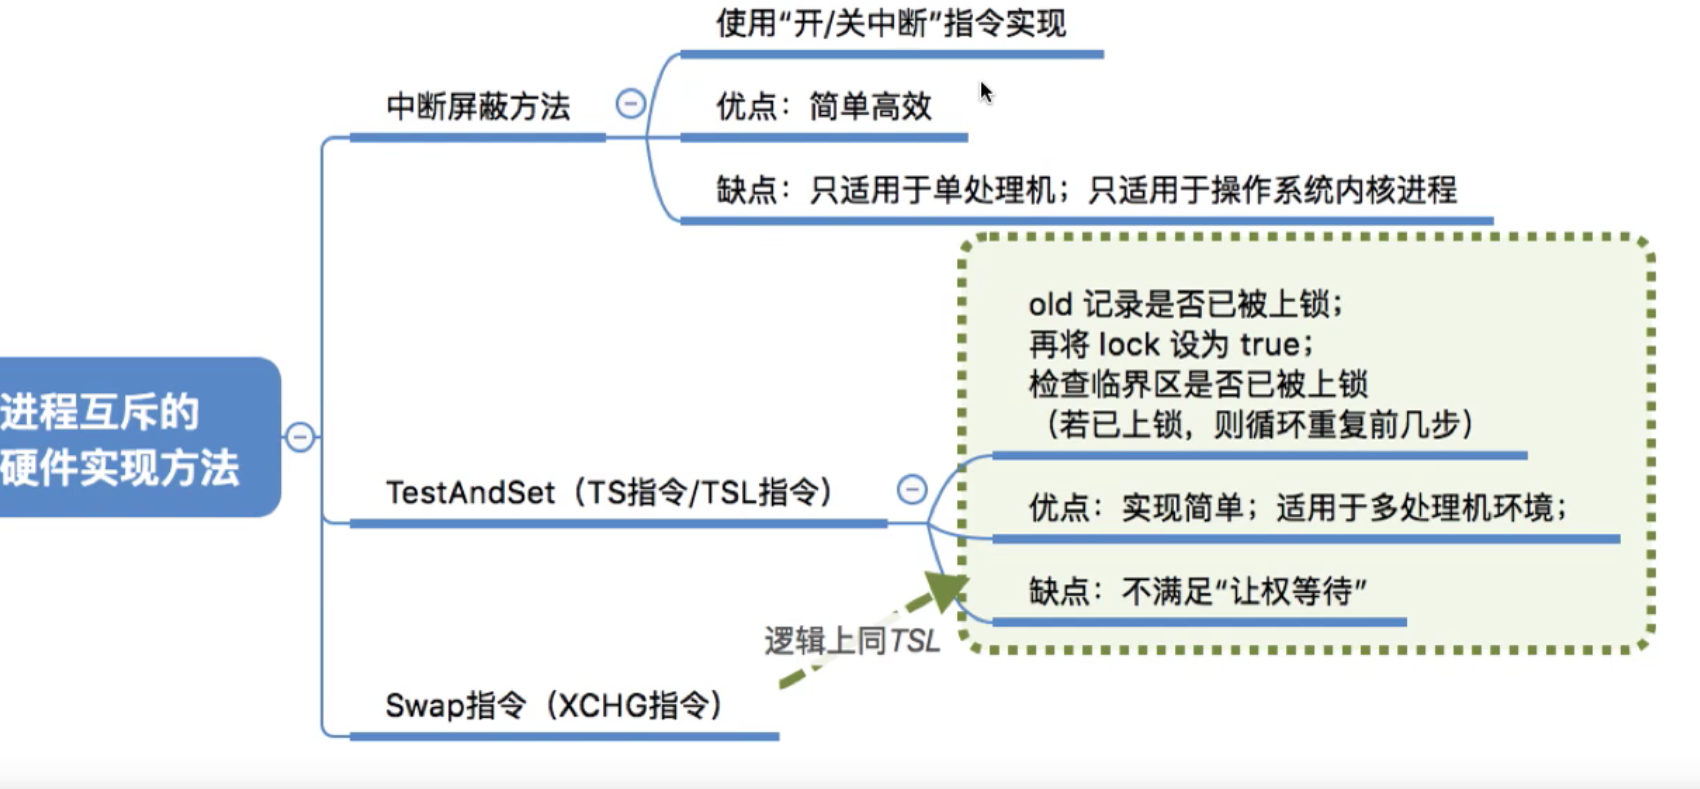 使用“开/关中断”指令实现
中断屏蔽方法
优点：简单高效
缺点：只适用于单处理机；只适用于操作系统内核进程
进程互斥的
硬件实现方法
old 记录是否已被上锁；
再将 lock 设为 true；
检查临界区是否已被上锁
（若已上锁，则循环重复前几步）
TestAndSet（TS指令/TSL指令）
优点：实现简单；适用于多处理机环境；
缺点：不满足“让权等待”
逻辑上同TSL
Swap指令（XCHG指令）